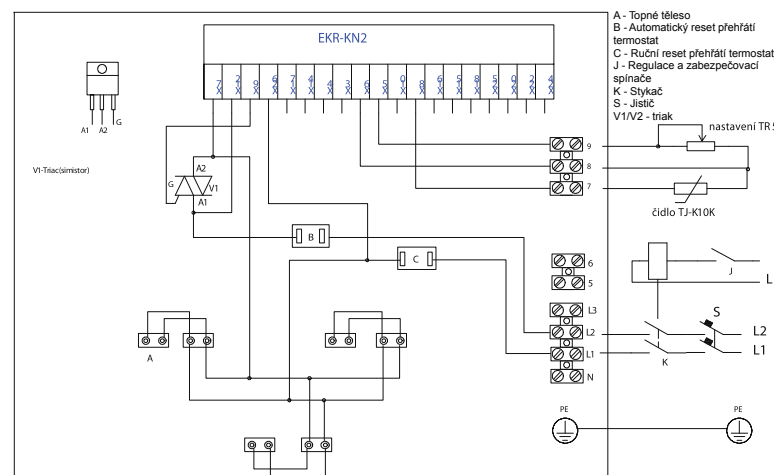 EKR-KN2
A - Topné těleso
B - Automatický reset přehřátí
termostat
C - Ruční reset přehřátí termostat
J - Regulace a zabezpečovací
spínače
K - Stykač
S - Jistič
V1/V2 - triak
nastavení TR 5
A1 A2 G
V1-Triac(simistor)
A2
G
V1
A1
9
8
7
čidlo TJ-K10K
B
C
6
5
J
L
L3
L2
L1
N
S
L2
L1
K
A
PE
PE